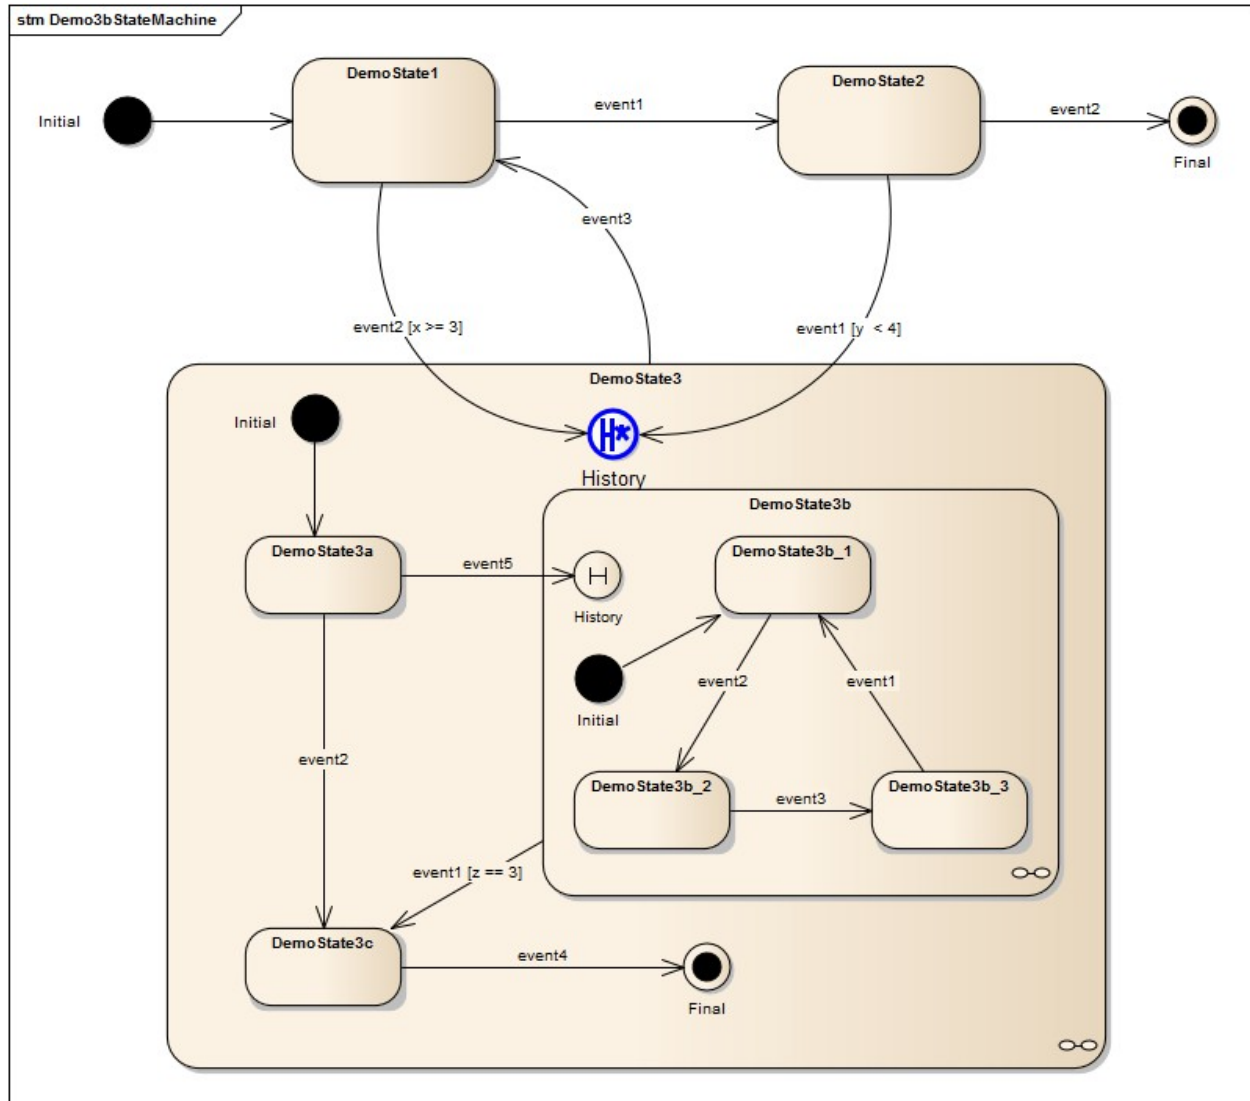 stm Demo3bStateMachine
DemoState1
DemoState2
Initial
event1
event2
Final
event3
event2 [x >= 3]
event1 [y < 4]
DemoState3
Initial
H*
History
DemoState3b
DemoState3a
DemoState3b_1
event5
H
History
event2
event1
Initial
event2
DemoState3b_2
event3
DemoState3b_3
event1 [z == 3]
DemoState3c
event4
Final